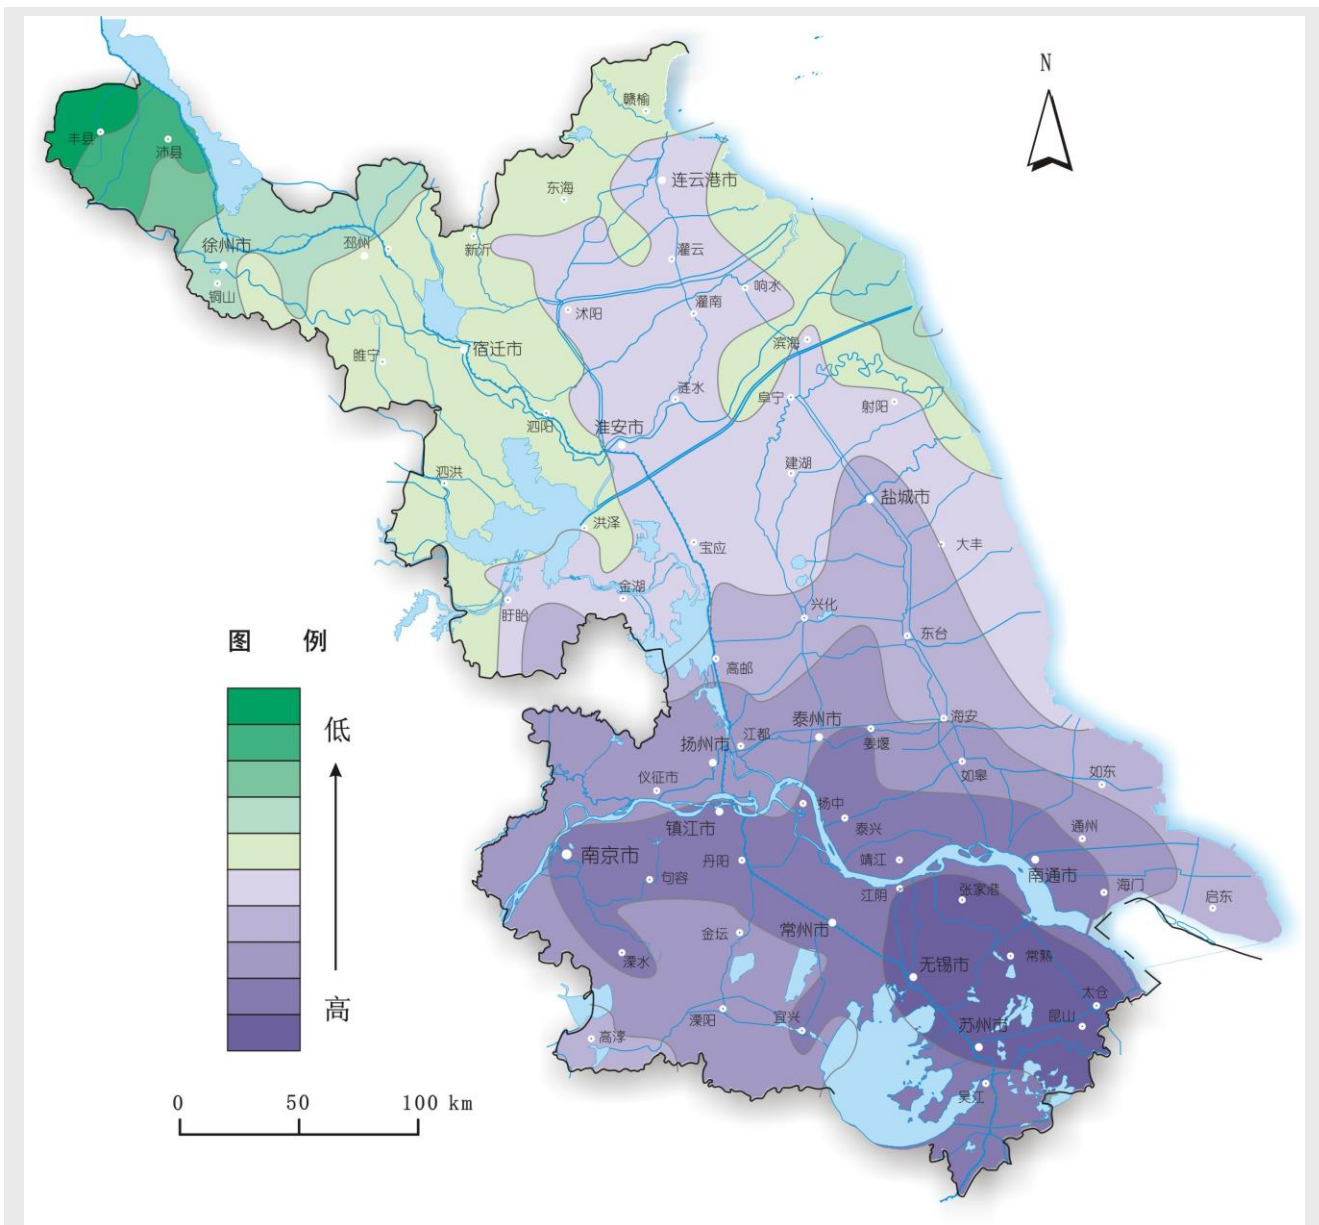 N
赣榆
丰县
沛县
连云港市
东海
徐州市
邳州
新沂
灌云
铜山
响水
沭阳
灌南
睢宁
宿迁市
滨海
涟水
阜宁
射阳
泗阳
淮安市
建湖
泗洪
盐城市
洪泽
宝应
大丰
金湖
盱眙
兴化
东台
图 例
高邮
低
海安
泰州市
江都
姜堰
扬州市
仪征市
如皋
如东
扬中
镇江市
泰兴
通州
南京市
丹阳
靖江
南通市
句容
江阴
张家港
海门
启东
金坛
常州市
溧水
无锡市
常熟
高
太仓
溧阳
宜兴
苏州市
昆山
高淳
吴江
0 50 100 km